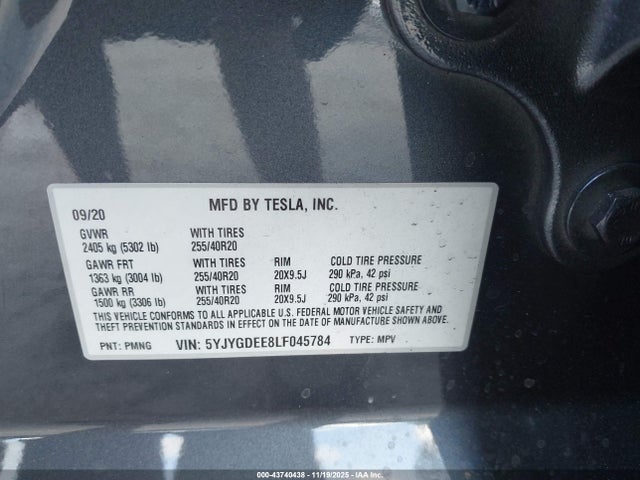 09/20 MFD BY TESLA, INC.
GVWR WITH TIRES
2405 kg (5302 lb) 255/40R20
GAWR FRT WITH TIRES RIM COLD TIRE PRESSURE
1363 kg (3004 lb) 255/40R20 20X9.5J 290 kPa, 42 psi
GAWR RR WITH TIRES RIM COLD TIRE PRESSURE
1500 kg (3306 lb) 255/40R20 20X9.5J 290 kPa, 42 psi
THIS VEHICLE CONFORMS TO ALL APPLICABLE U.S. FEDERAL MOTOR VEHICLE SAFETY AND
THEFT PREVENTION STANDARDS IN EFFECT ON THE DATE OF MANUFACTURE SHOWN ABOVE.
PNT: PMNG VIN: 5YJYGDEE8LF045784 TYPE: MPV
000-43740438 - 11/19/2025 - IAA Inc.